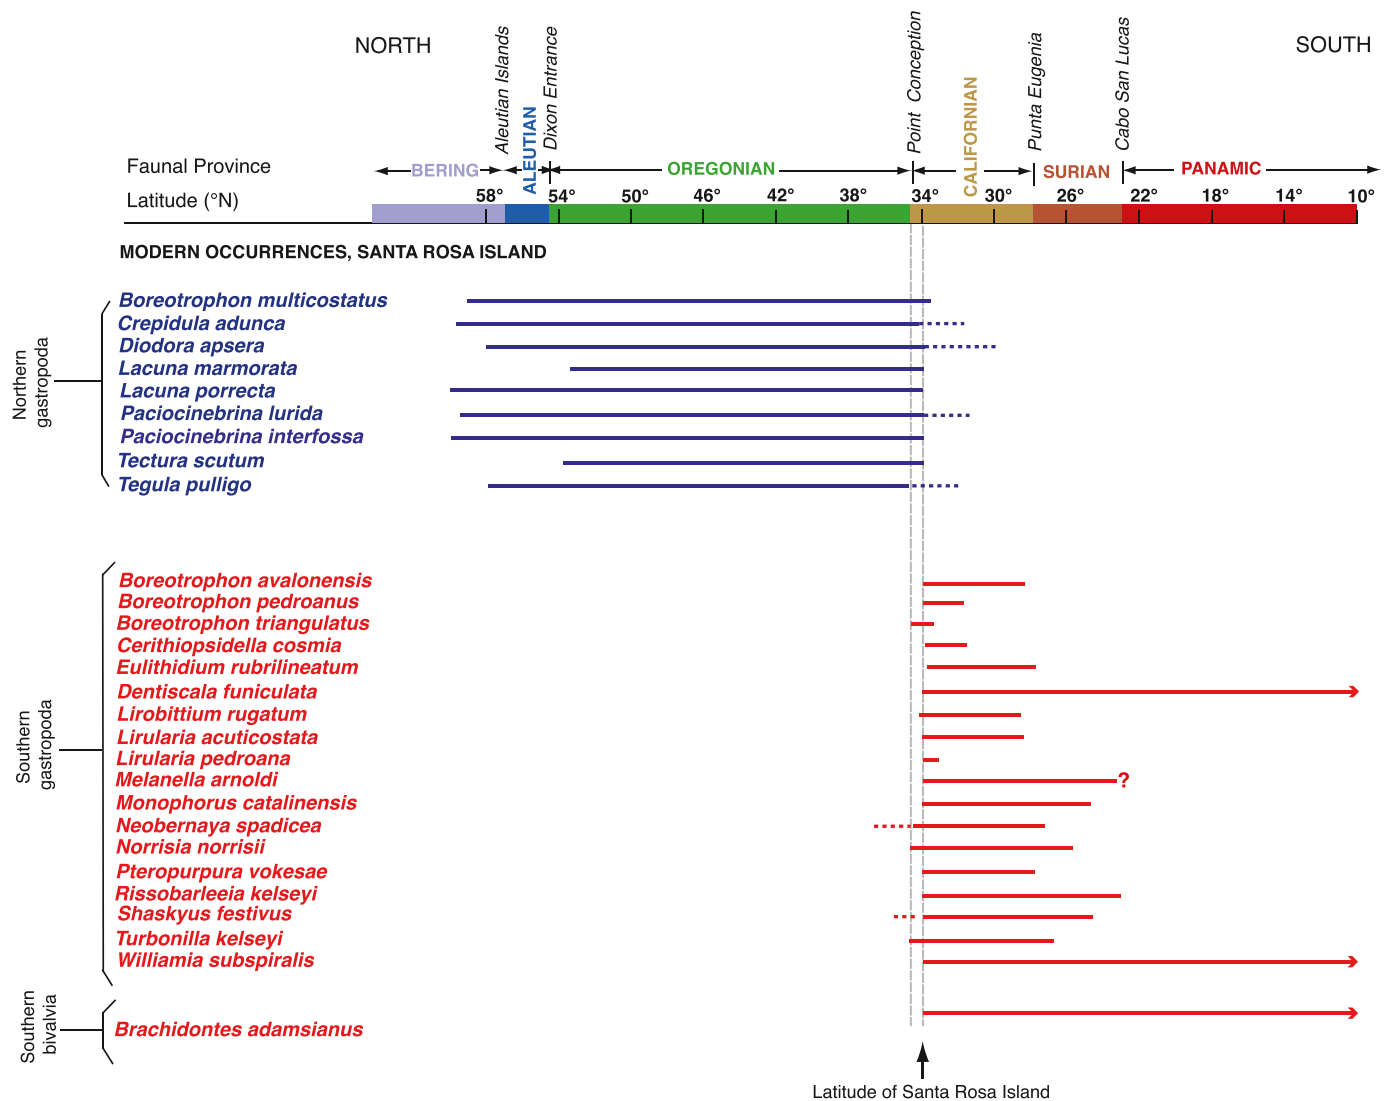 NORTH
SOUTH
Aleutian Islands
Dixon Entrance
Point Conception
Punta Eugenia
Cabo San Lucas
Faunal Province
BERING
ALEUTIAN
OREGONIAN
CALIFORNIAN
SURIAN
PANAMIC
Latitude (°N)
58° 54° 50° 46° 42° 38° 34° 30° 26° 22° 18° 14° 10°
MODERN OCCURRENCES, SANTA ROSA ISLAND
Northern
gastropoda
Boreotrophon multicostatus
Crepidula adunca
Diodora apsera
Lacuna marmorata
Lacuna porrecta
Paciocinebrina lurida
Paciocinebrina interfossa
Tectura scutum
Tegula pulligo
Southern
gastropoda
Boreotrophon avalonensis
Boreotrophon pedroanus
Boreotrophon triangulatus
Cerithiopsidella cosmia
Eulithidium rubrilineatum
Dentiscala funiculata
Lirobittium rugatum
Lirularia acuticostata
Lirularia pedroana
Melanella arnoldi ?
Monophorus catalinensis
Neobernaya spadicea
Norrisia norrisii
Pteropurpura vokesae
Rissobarleeia kelseyi
Shaskyus festivus
Turbonilla kelseyi
Williamia subspiralis
Southern
bivalvia
Brachidontes adamsianus
Latitude of Santa Rosa Island